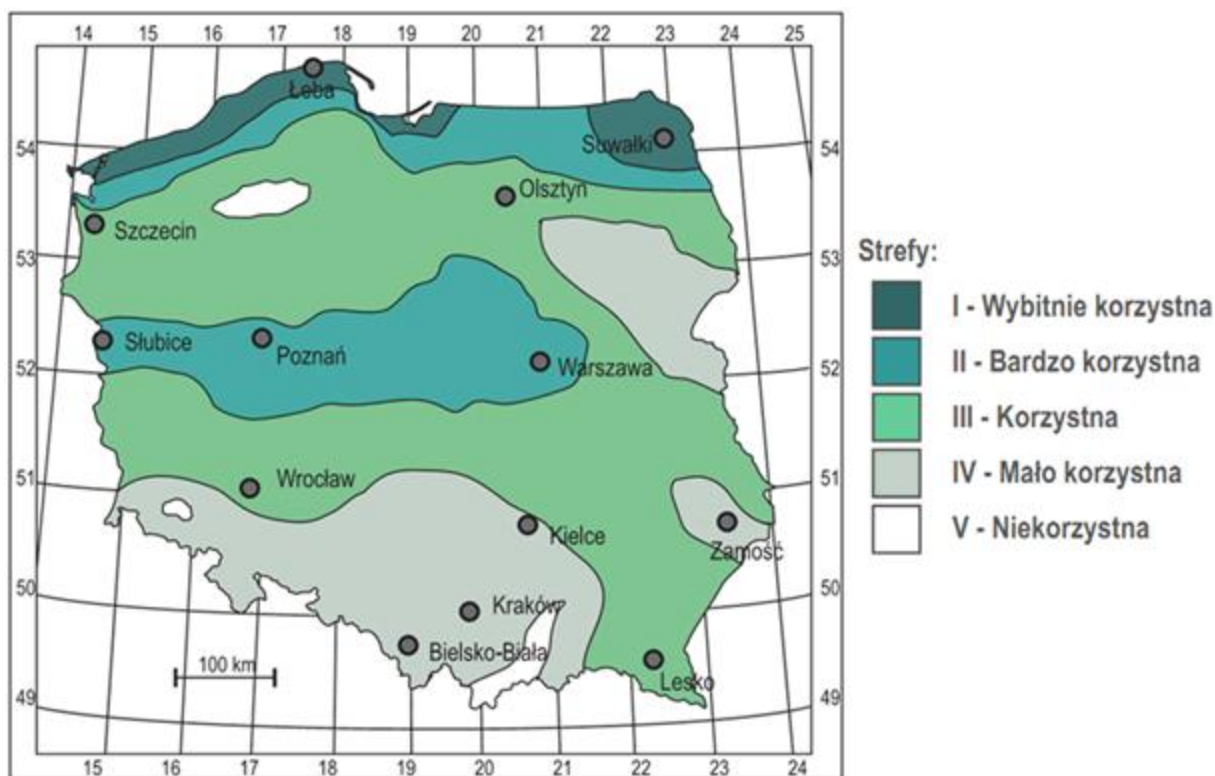 14 15 16 17 18 19 20 21 22 23 24 25
Łeba
54 Suwałki 54
Olsztyn
Szczecin
53 53
Słubice Poznań Warszawa
52 52
51 Wrocław 51
Kielce Zamość
50 Kraków 50
Bielsko-Biała
100 km Lesko
49 49
15 16 17 18 19 20 21 22 23 24
Strefy:
I - Wybitnie korzystna
II - Bardzo korzystna
III - Korzystna
IV - Mało korzystna
V - Niekorzystna